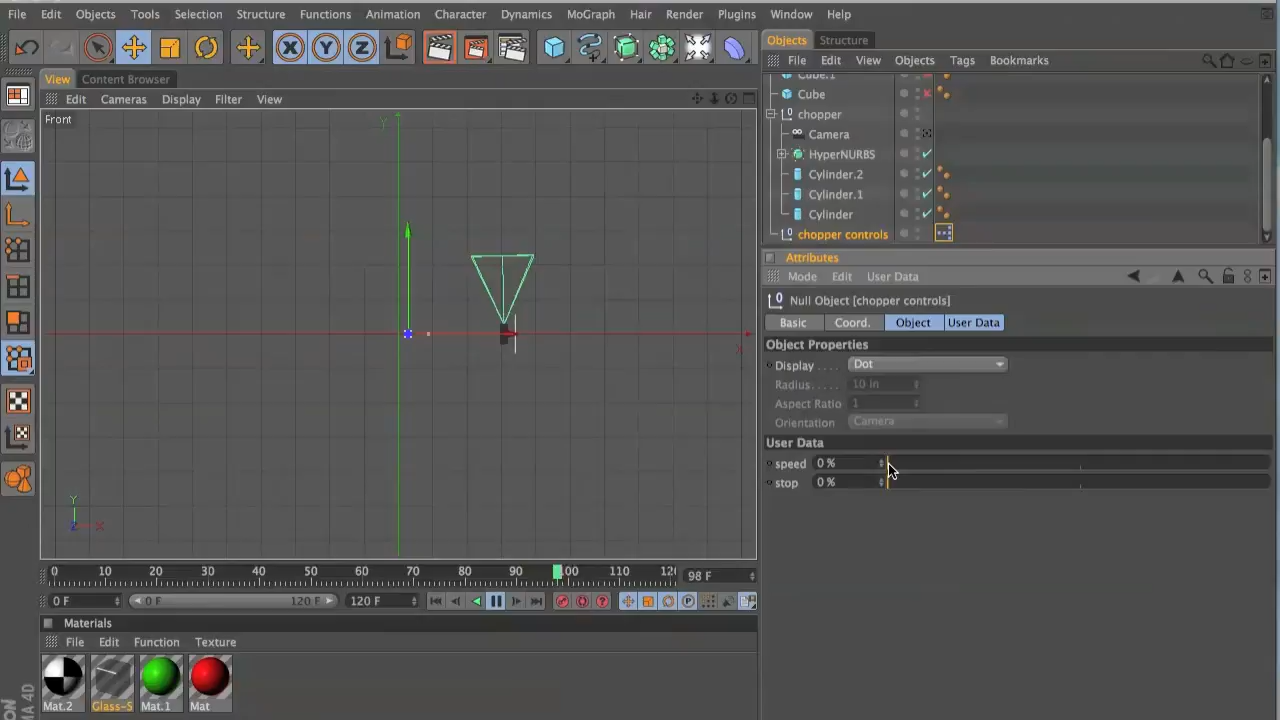 File Edit Objects Tools Selection Structure Functions Animation Character Dynamics MoGraph Hair Render Plugins Window Help
X Y Z
Objects Structure
File Edit View Objects Tags Bookmarks
Cube.1
Cube
chopper
Camera
HyperNURBS
Cylinder.2
Cylinder.1
Cylinder
chopper controls
View Content Browser
Edit Cameras Display Filter View
Front
Y
X
Y
X
Attributes
Mode Edit User Data
Null Object [chopper controls]
Basic Coord. Object User Data
Object Properties
Display . . . . Dot
Radius. . . . . 10 in
Aspect Ratio 1
Orientation Camera
User Data
speed 0 %
stop 0 %
0 10 20 30 40 50 60 70 80 90 100 110 12
98 F
0 F 0 F 120 F 120 F
Materials
File Edit Function Texture
Mat.2 Glass-S Mat.1 Mat